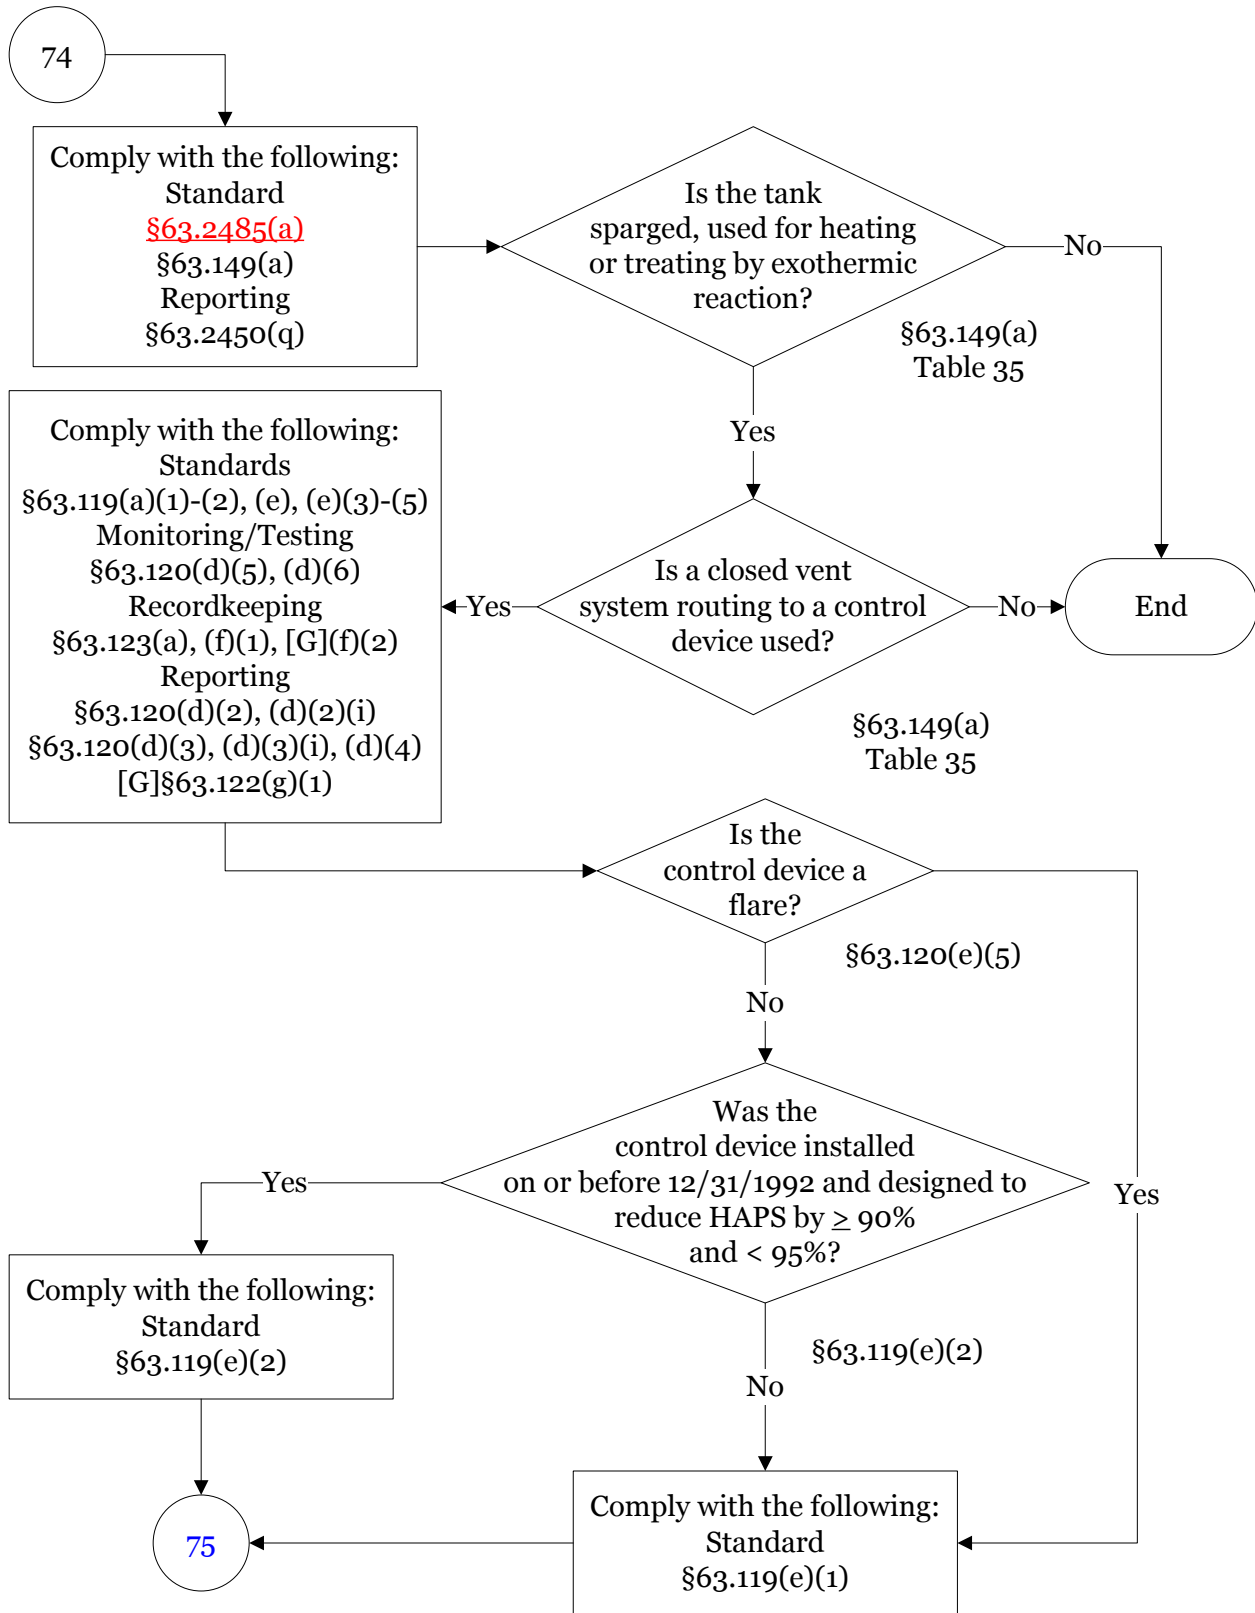 74
Comply with the following:
Standard
§63.2485(a)
§63.149(a)
Reporting
§63.2450(q)
Is the tank
sparged, used for heating
or treating by exothermic
reaction?
No
§63.149(a)
Table 35
Yes
Comply with the following:
Standards
§63.119(a)(1)-(2), (e), (e)(3)-(5)
Monitoring/Testing
§63.120(d)(5), (d)(6)
Recordkeeping
§63.123(a), (f)(1), [G](f)(2)
Reporting
§63.120(d)(2), (d)(2)(i)
§63.120(d)(3), (d)(3)(i), (d)(4)
[G]§63.122(g)(1)
Yes
Is a closed vent
system routing to a control
device used?
No
End
§63.149(a)
Table 35
Is the
control device a
flare?
§63.120(e)(5)
No
Was the
control device installed
on or before 12/31/1992 and designed to
reduce HAPS by ≥ 90%
and < 95%?
Yes
Yes
Comply with the following:
Standard
§63.119(e)(2)
§63.119(e)(2)
No
Comply with the following:
Standard
§63.119(e)(1)
75